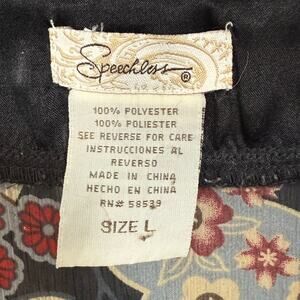 Speechless ®
100% POLYESTER
100% POLIESTER
SEE REVERSE FOR CARE
INSTRUCCIONES AL
REVERSO
MADE IN CHINA
HECHO EN CHINA
RN# 58539
SIZE L